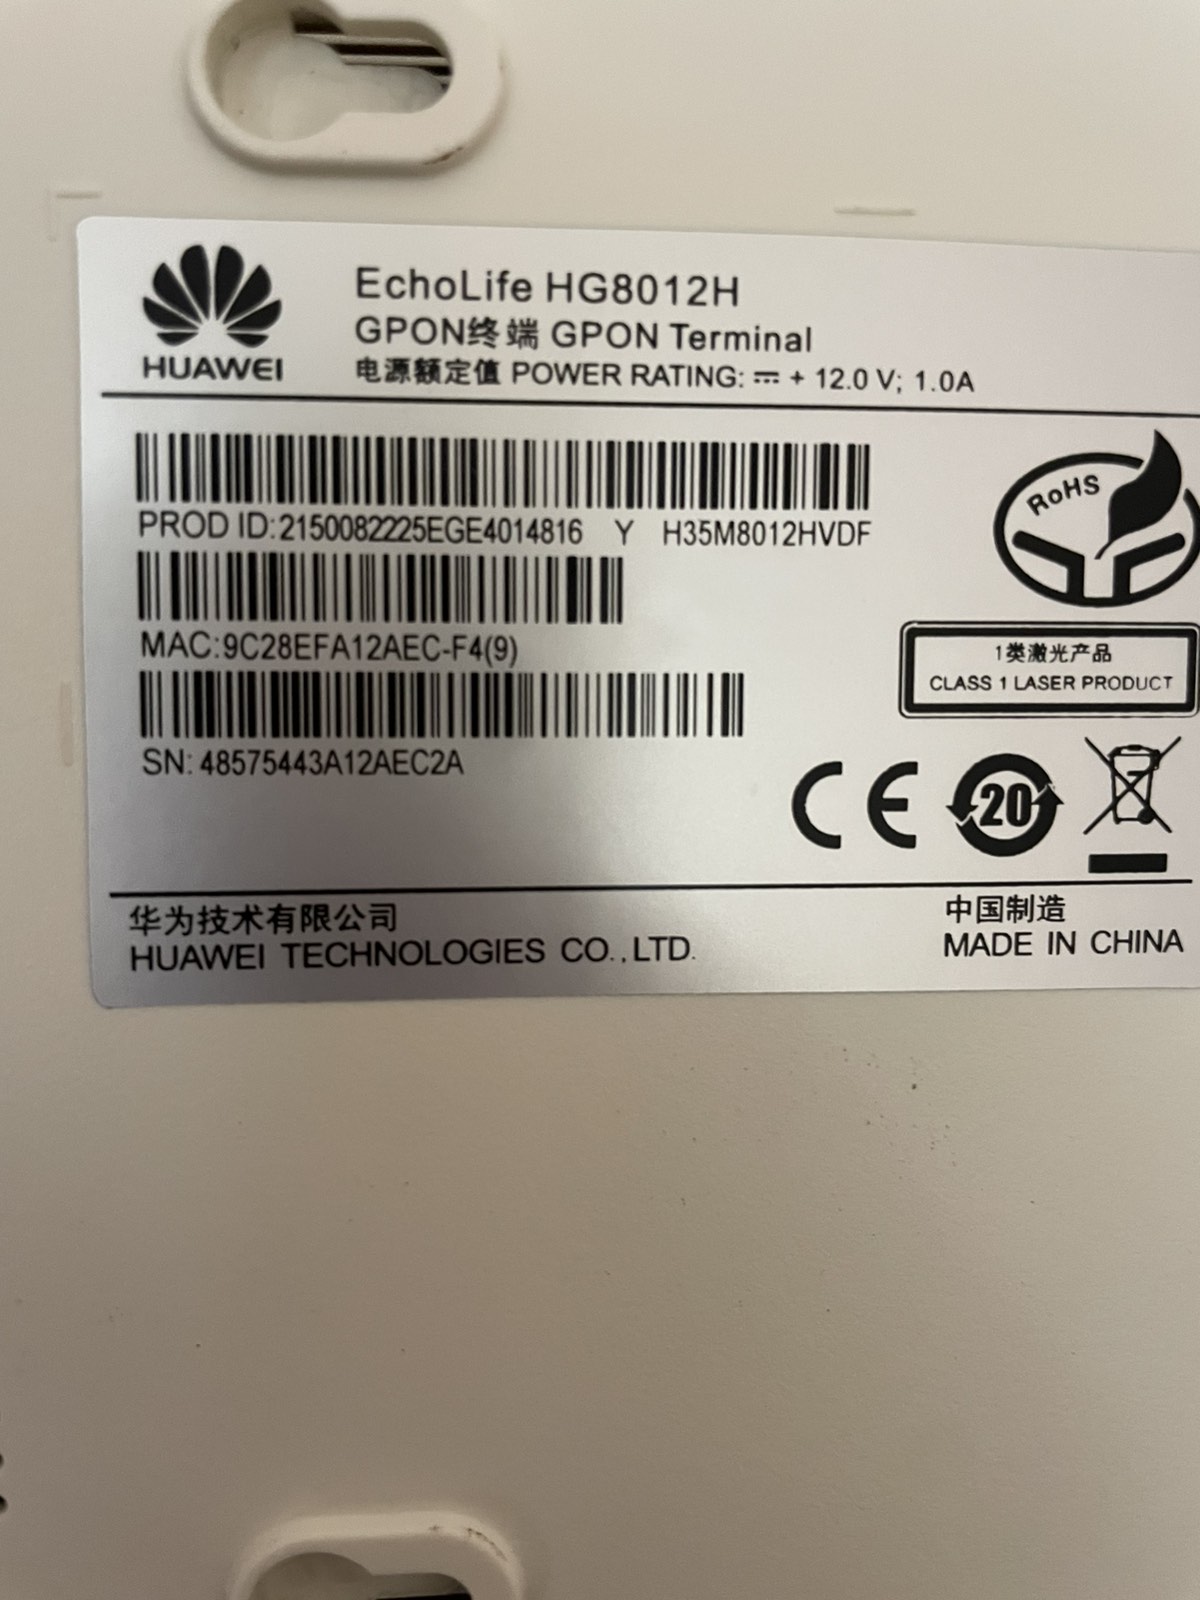 HUAWEI
EchoLife HG8012H
GPON终端 GPON Terminal
电源额定值 POWER RATING: ⎓ + 12.0 V; 1.0A
PROD ID:2150082225EGE4014816 Y H35M8012HVDF
MAC:9C28EFA12AEC-F4(9)
SN: 48575443A12AEC2A
RoHS
1类激光产品
CLASS 1 LASER PRODUCT
CE
20
华为技术有限公司
HUAWEI TECHNOLOGIES CO.,LTD.
中国制造
MADE IN CHINA